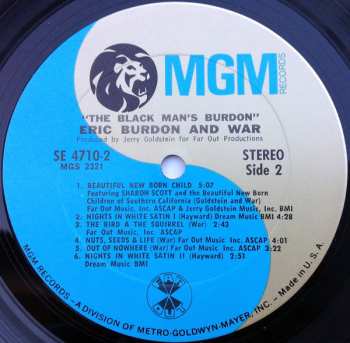 MGM
RECORDS
"THE BLACK MAN'S BURDON"
ERIC BURDON AND WAR
Produced by Jerry Goldstein for Far Out Productions
SE 4710-2
MGS 2321
STEREO
Side 2
1. BEAUTIFUL NEW BORN CHILD 5:07
Featuring SHARON SCOTT and the Beautiful New Born
Children of Southern California (Goldstein and War)
Far Out Music, Inc. ASCAP & Jerry Goldstein Music, Inc. BMI
2. NIGHTS IN WHITE SATIN I (Hayward) Dream Music BMI 4:28
3. THE BIRD & THE SQUIRREL (War) 2:43
Far Out Music, Inc. ASCAP
4. NUTS, SEEDS & LIFE (War) Far Out Music, Inc. ASCAP 4:01
5. OUT OF NOWHERE (War) Far Out Music, Inc. ASCAP 3:22
6. NIGHTS IN WHITE SATIN II (Hayward) 2:51
Dream Music BMI
MGM RECORDS - A DIVISION OF METRO-GOLDWYN-MAYER, INC. - Made in U.S.A.